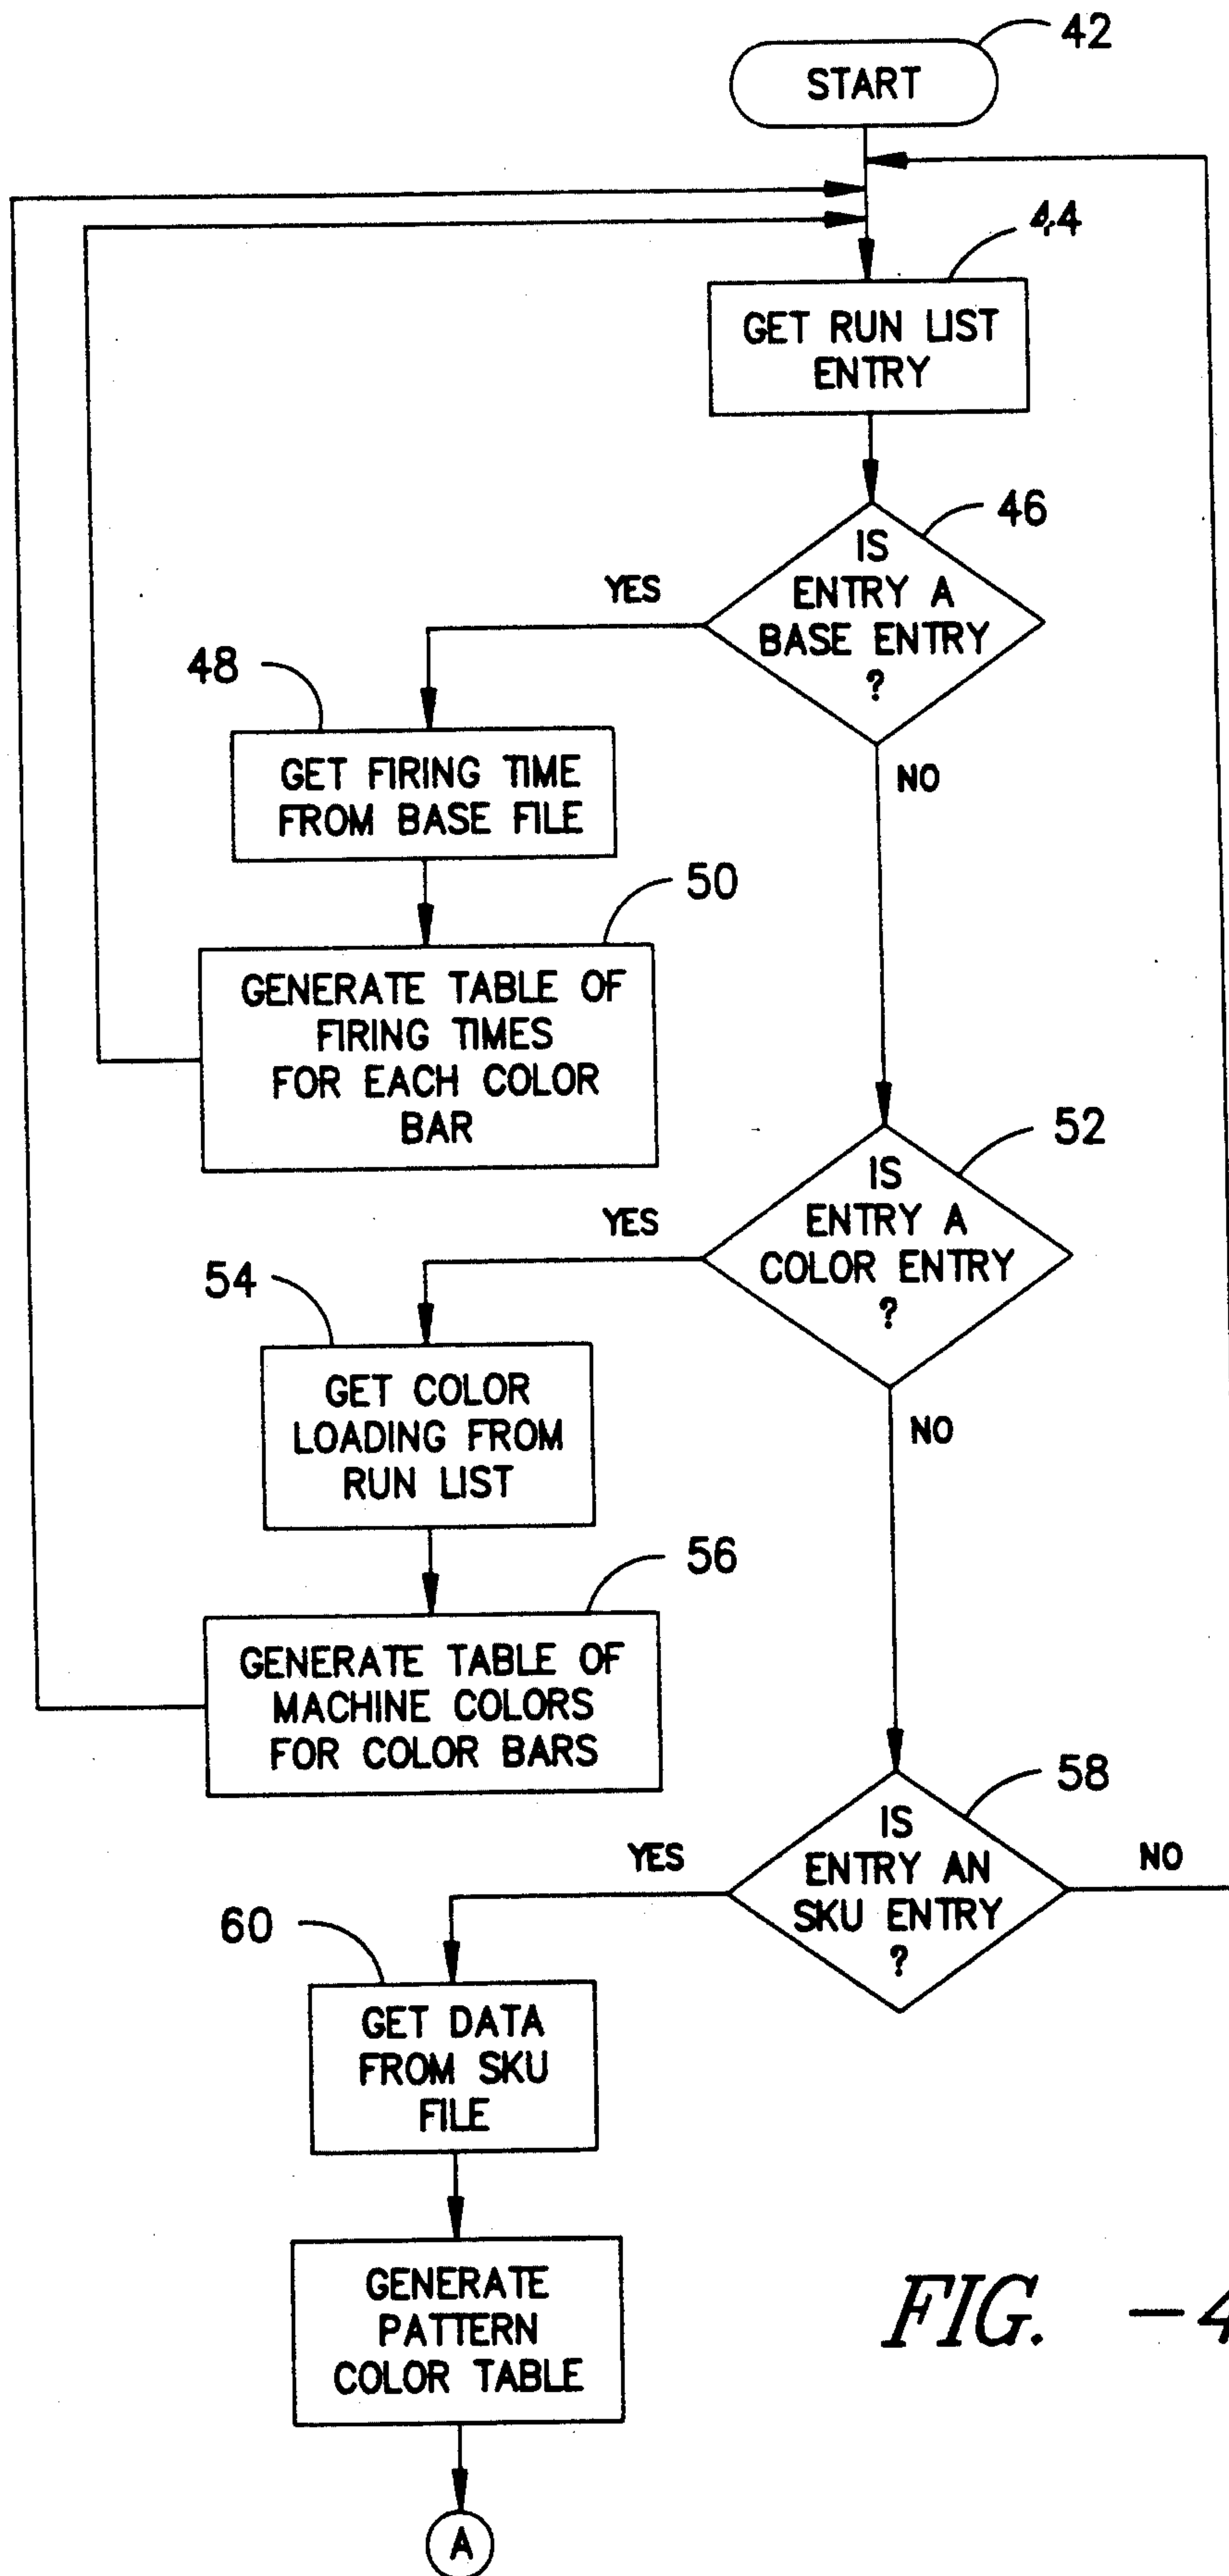 42
START
44
GET RUN LIST
ENTRY
46
IS
ENTRY A
BASE ENTRY
?
YES
NO
48
GET FIRING TIME
FROM BASE FILE
50
GENERATE TABLE OF
FIRING TIMES
FOR EACH COLOR
BAR
52
IS
ENTRY A
COLOR ENTRY
?
YES
NO
54
GET COLOR
LOADING FROM
RUN LIST
56
GENERATE TABLE OF
MACHINE COLORS
FOR COLOR BARS
58
IS
ENTRY AN
SKU ENTRY
?
YES
NO
60
GET DATA
FROM SKU
FILE
GENERATE
PATTERN
COLOR TABLE
A
FIG. -4